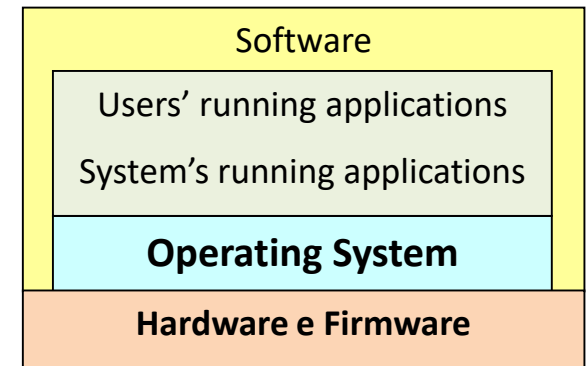 Software
Users’ running applications
System’s running applications
Operating System
Hardware e Firmware